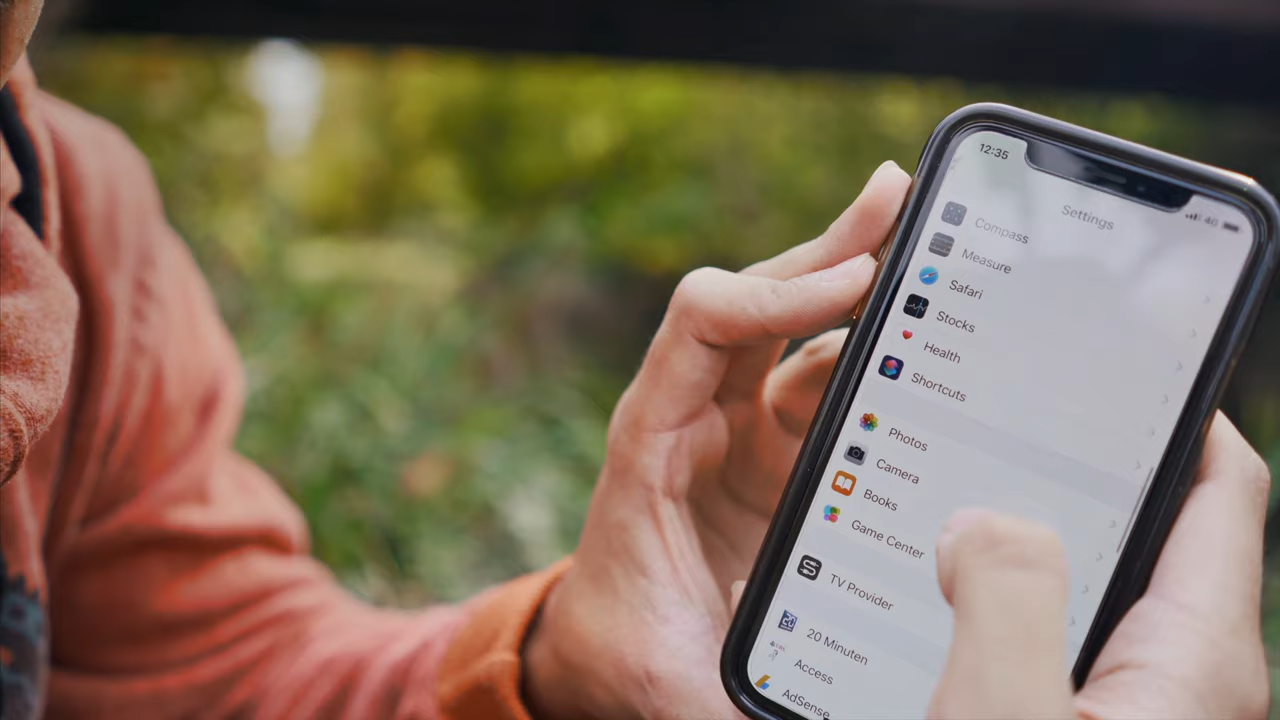 12:35
4G
Settings
Compass
Measure
Safari
Stocks
Health
Shortcuts
Photos
Camera
Books
Game Center
TV Provider
20 Minuten
Access
AdSense